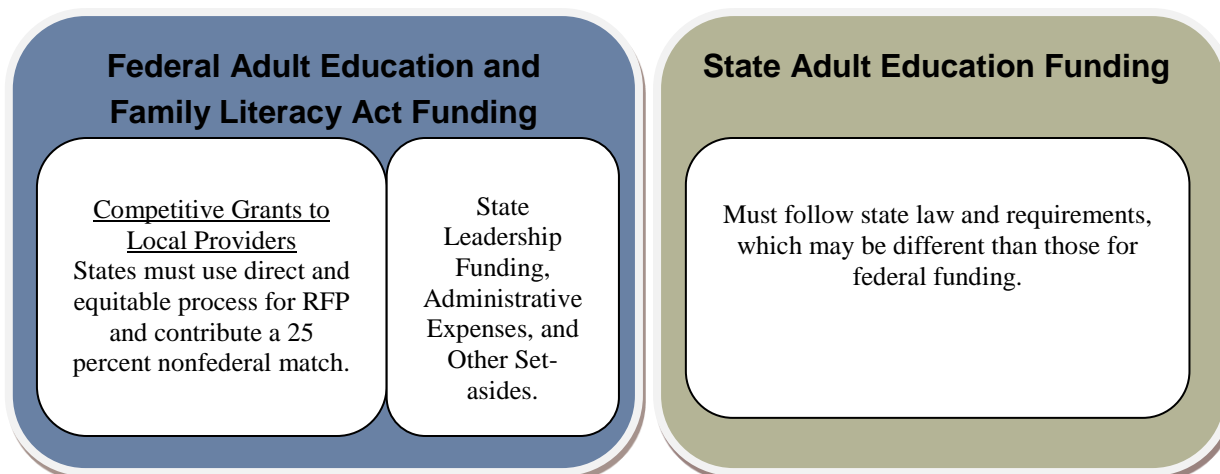 Federal Adult Education and
Family Literacy Act Funding
Competitive Grants to
Local Providers
States must use direct and
equitable process for RFP
and contribute a 25
percent nonfederal match.
State
Leadership
Funding,
Administrative
Expenses, and
Other Set-
asides.
State Adult Education Funding
Must follow state law and requirements,
which may be different than those for
federal funding.